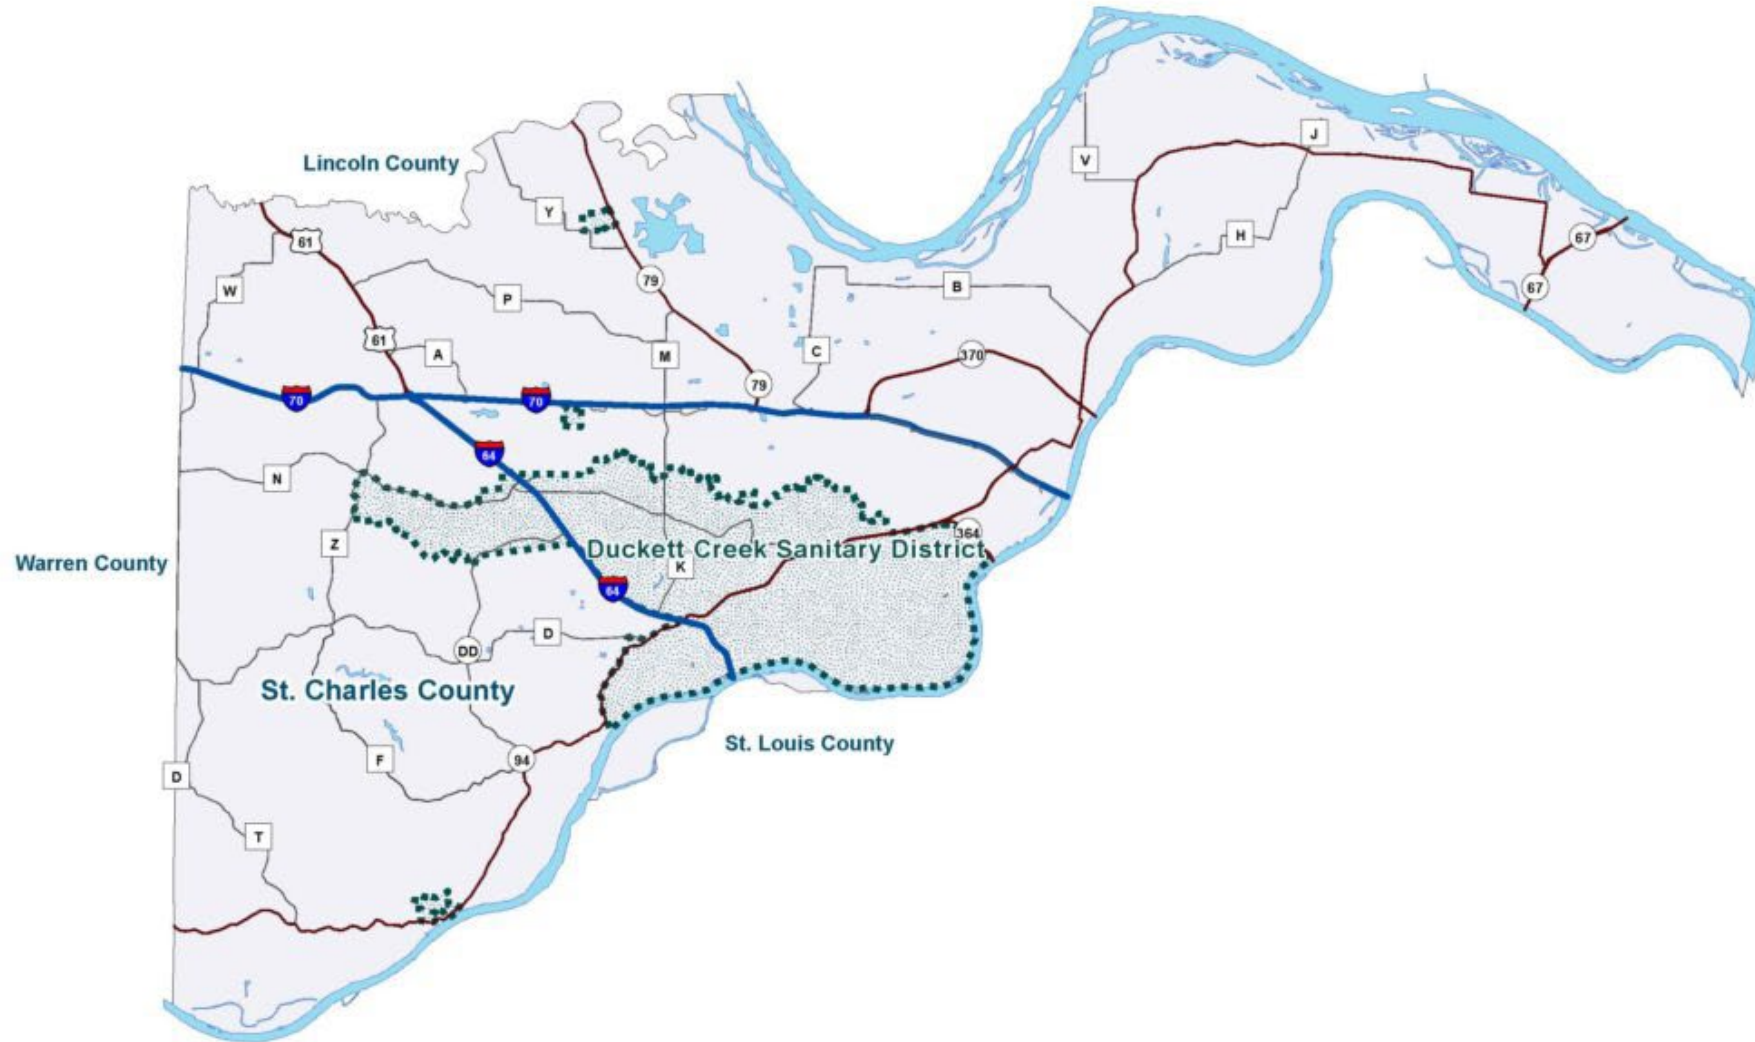 J
V
Lincoln County
Y
H
61
67
79
67
W
B
P
61
C
A
M
370
79
70
70
64
N
364
Z
Duckett Creek Sanitary District
Warren County
K
64
D
DD
St. Charles County
St. Louis County
F
94
D
T